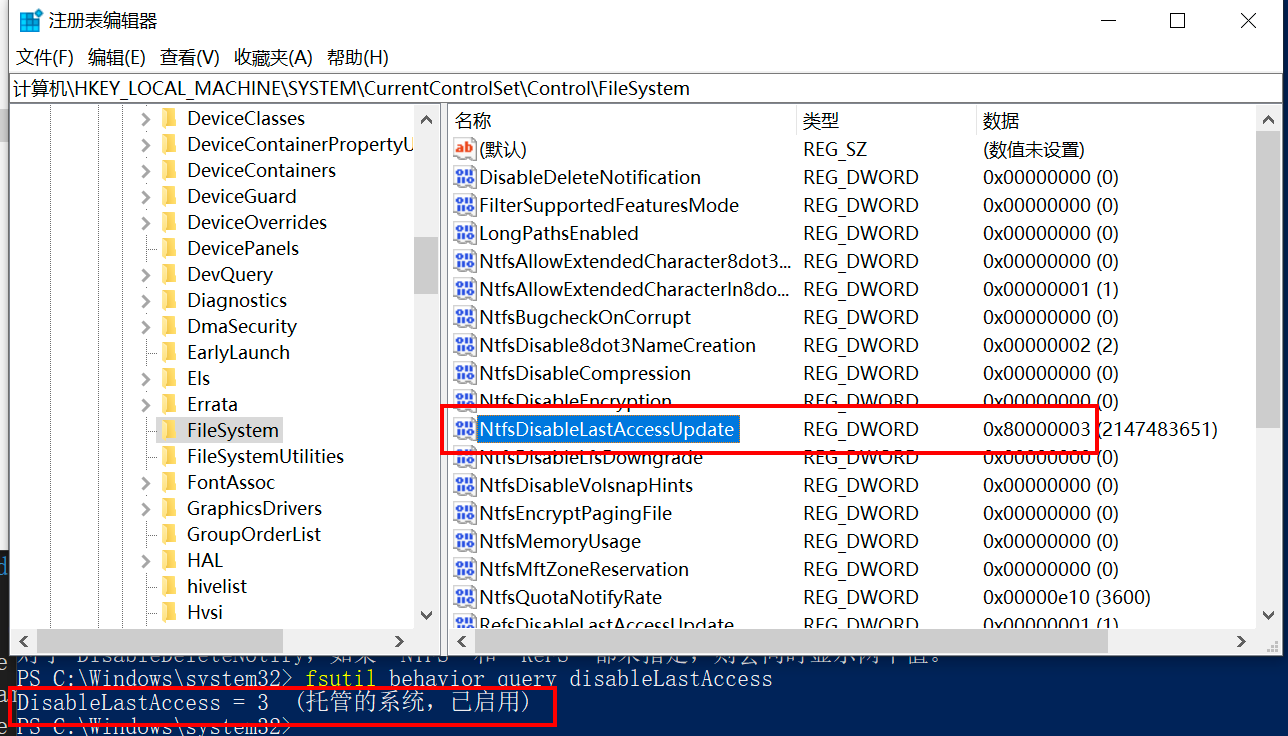 注册表编辑器
文件(F) 编辑(E) 查看(V) 收藏夹(A) 帮助(H)
计算机\HKEY_LOCAL_MACHINE\SYSTEM\CurrentControlSet\Control\FileSystem
DeviceClasses
DeviceContainerPropertyU
DeviceContainers
DeviceGuard
DeviceOverrides
DevicePanels
DevQuery
Diagnostics
DmaSecurity
EarlyLaunch
Els
Errata
FileSystem
FileSystemUtilities
FontAssoc
GraphicsDrivers
GroupOrderList
HAL
hivelist
Hvsi
名称 类型 数据
(默认) REG_SZ (数值未设置)
DisableDeleteNotification REG_DWORD 0x00000000 (0)
FilterSupportedFeaturesMode REG_DWORD 0x00000000 (0)
LongPathsEnabled REG_DWORD 0x00000000 (0)
NtfsAllowExtendedCharacter8dot3... REG_DWORD 0x00000000 (0)
NtfsAllowExtendedCharacterIn8do... REG_DWORD 0x00000001 (1)
NtfsBugcheckOnCorrupt REG_DWORD 0x00000000 (0)
NtfsDisable8dot3NameCreation REG_DWORD 0x00000002 (2)
NtfsDisableCompression REG_DWORD 0x00000000 (0)
NtfsDisableEncryption REG_DWORD 0x00000000 (0)
NtfsDisableLastAccessUpdate REG_DWORD 0x80000003 (2147483651)
NtfsDisableLfsDowngrade REG_DWORD 0x00000000 (0)
NtfsDisableVolsnapHints REG_DWORD 0x00000000 (0)
NtfsEncryptPagingFile REG_DWORD 0x00000000 (0)
NtfsMemoryUsage REG_DWORD 0x00000000 (0)
NtfsMftZoneReservation REG_DWORD 0x00000000 (0)
NtfsQuotaNotifyRate REG_DWORD 0x00000e10 (3600)
RefsDisableLastAccessUpdate REG_DWORD 0x00000001 (1)
对于 DisableDeleteNotify，如果 "NTFS" 和 "ReFS" 都未指定，则会同时显示两个值。
PS C:\Windows\system32> fsutil behavior query disableLastAccess
DisableLastAccess = 3 （托管的系统，已启用）
PS C:\Windows\system32>